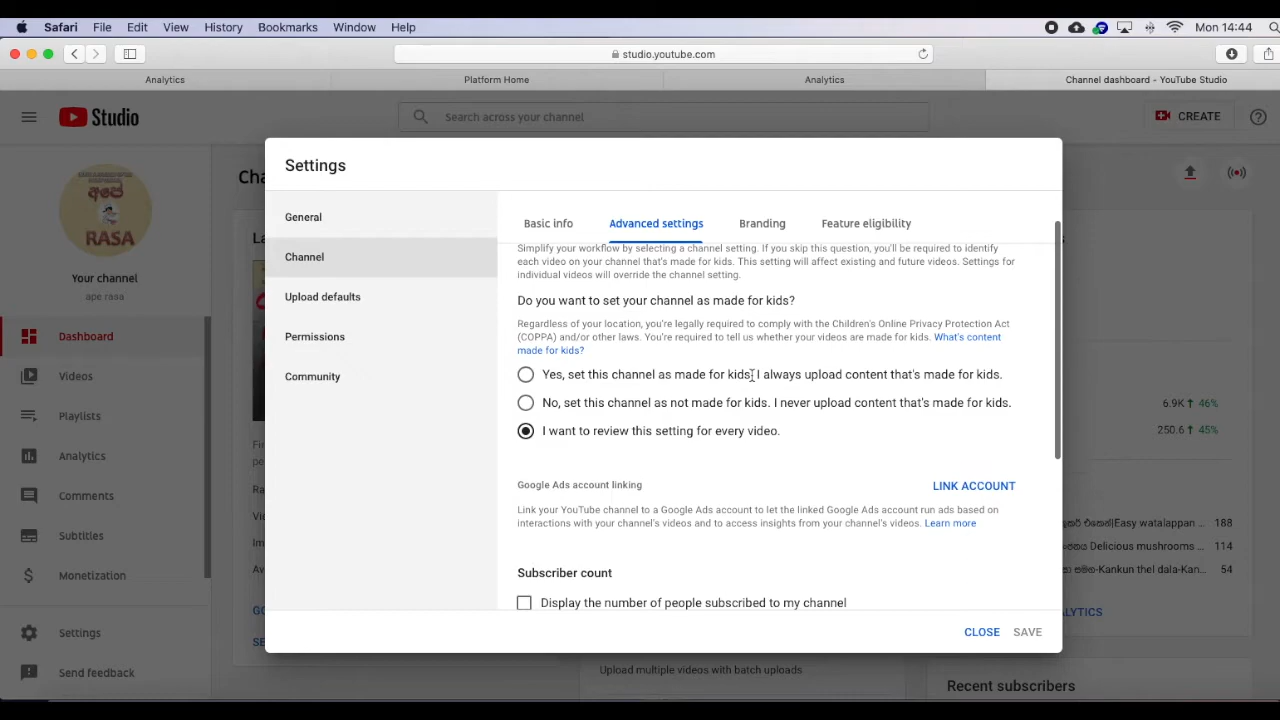 Safari File Edit View History Bookmarks Window Help Mon 14:44
studio.youtube.com
Analytics Platform Home Analytics Channel dashboard - YouTube Studio
Studio
Search across your channel
CREATE
අපේ
RASA
Your channel
ape rasa
Dashboard
Videos
Playlists
Analytics
Comments
Subtitles
Monetization
Settings
Send feedback
Settings
General
Channel
Upload defaults
Permissions
Community
Basic info Advanced settings Branding Feature eligibility
Simplify your workflow by selecting a channel setting. If you skip this question, you'll be required to identify
each video on your channel that's made for kids. This setting will affect existing and future videos. Settings for
individual videos will override the channel setting.
Do you want to set your channel as made for kids?
Regardless of your location, you're legally required to comply with the Children's Online Privacy Protection Act
(COPPA) and/or other laws. You're required to tell us whether your videos are made for kids. What's content
made for kids?
Yes, set this channel as made for kids. I always upload content that's made for kids.
No, set this channel as not made for kids. I never upload content that's made for kids.
I want to review this setting for every video.
Google Ads account linking LINK ACCOUNT
Link your YouTube channel to a Google Ads account to let the linked Google Ads account run ads based on
interactions with your channel's videos and to access insights from your channel's videos. Learn more
Subscriber count
Display the number of people subscribed to my channel
CLOSE SAVE
6.9K 46%
250.6 45%
එකෙන්|Easy watalappan ... 188
Delicious mushrooms ... 114
සමග-Kankun thel dala-Kan... 54
Upload multiple videos with batch uploads
Recent subscribers